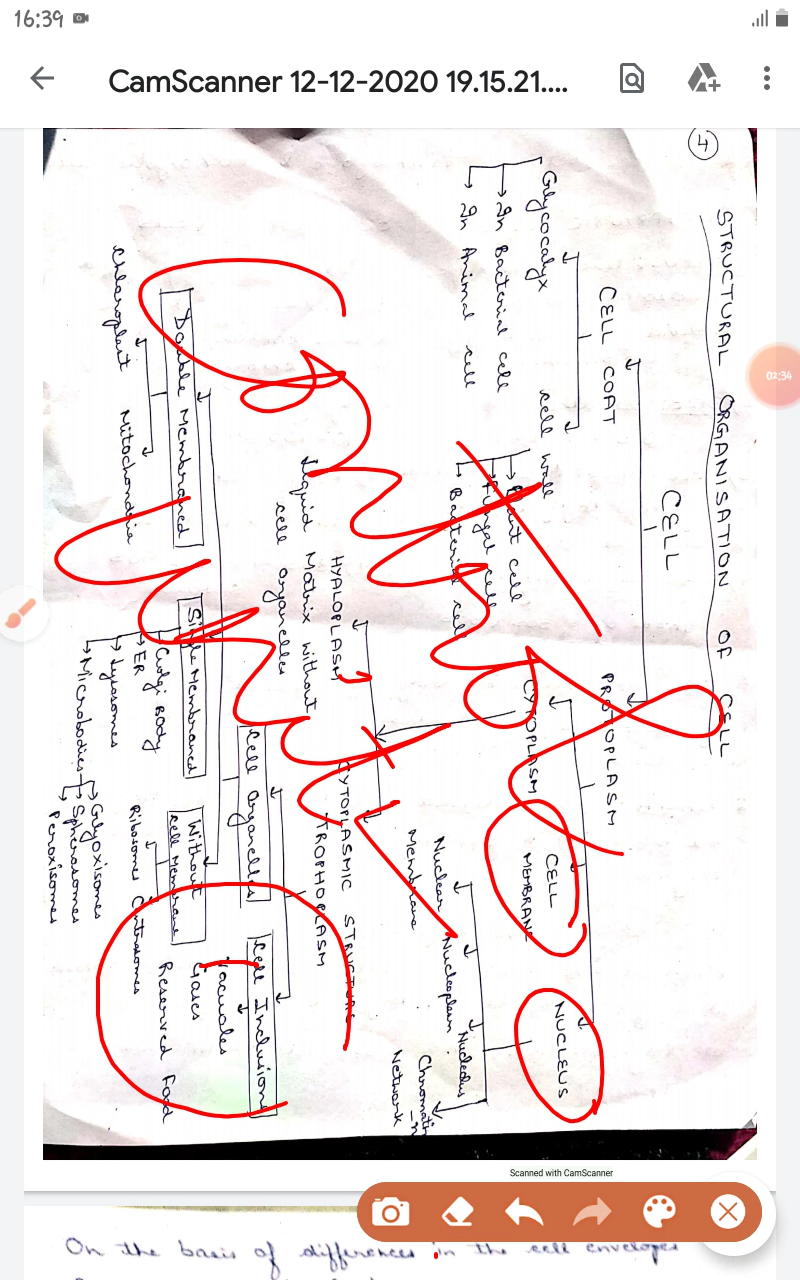 16:39
CamScanner 12-12-2020 19.15.21....
02:34
4
STRUCTURAL ORGANISATION OF CELL
CELL
CELL COAT
PROTOPLASM
Glycocalyx
cell wall
In Bacterial cell
In Animal cell
Plant cell
Fungal cell
Bacterial cell
CYTOPLASM
CELL MEMBRANE
NUCLEUS
Nuclear Membrane
Nucleoplasm
Nucleolus
Chromatin Network
HYALOPLASM
Liquid Matrix without
cell organelles
CYTOPLASMIC STRUCTURE
TROPHOPLASM
Cell Organelles
Cell Inclusion
Vacuoles
Gases
Reserved Food
Double Membraned
Single Membraned
Without
cell Membrane
Chloroplast
Mitochondria
Golgi Body
ER
Lysosomes
Microbodies
Glyoxisomes
Sphaerosomes
Peroxisomes
Ribosomes
Centrosomes
Scanned with CamScanner
On the basis of differences in the cell envelopes